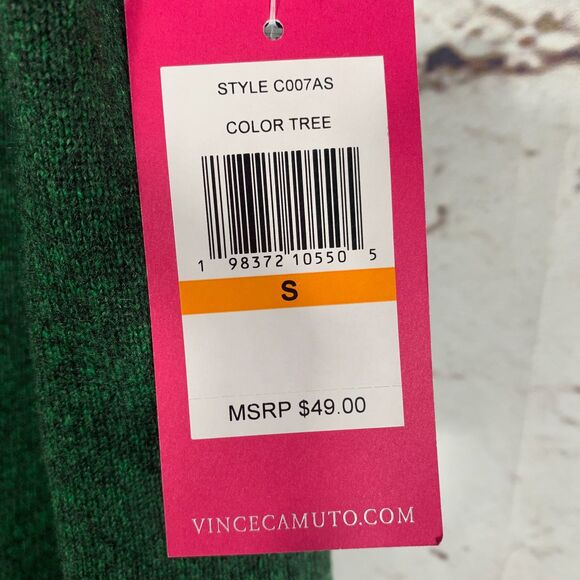 STYLE C007AS
COLOR TREE
1 98372 10550 5
S
MSRP $49.00
VINCECAMUTO.COM